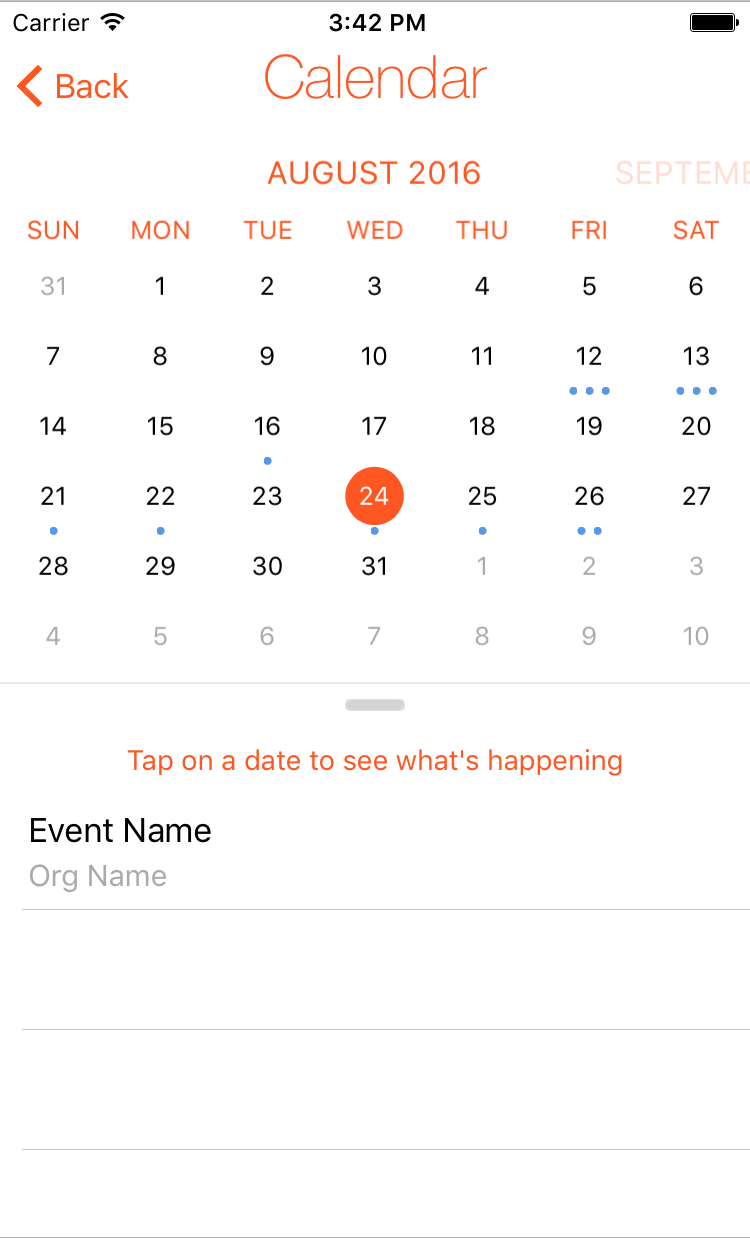 Carrier 3:42 PM
Back Calendar
AUGUST 2016 SEPTEME
SUN MON TUE WED THU FRI SAT
31 1 2 3 4 5 6
7 8 9 10 11 12 13
14 15 16 17 18 19 20
21 22 23 24 25 26 27
28 29 30 31 1 2 3
4 5 6 7 8 9 10
Tap on a date to see what's happening
Event Name
Org Name